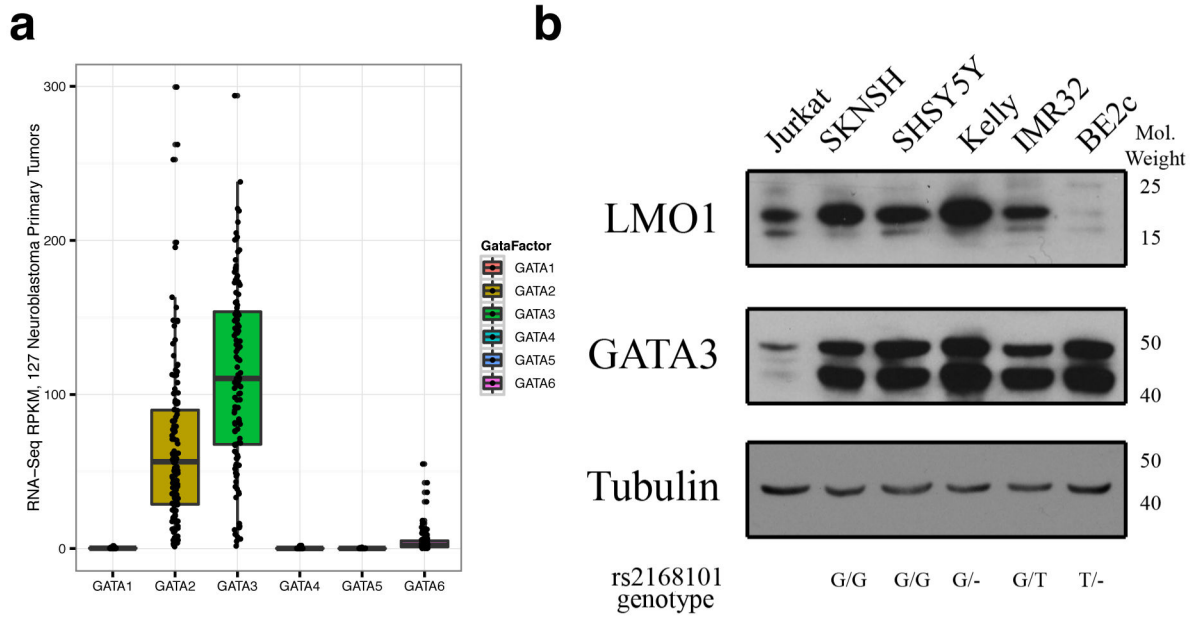 a
RNA–Seq RPKM, 127 Neuroblastoma Primary Tumors
300
200
100
0
GATA1
GATA2
GATA3
GATA4
GATA5
GATA6
GataFactor
GATA1
GATA2
GATA3
GATA4
GATA5
GATA6
b
Jurkat
SKNSH
SHSY5Y
Kelly
IMR32
BE2c
Mol.
Weight
LMO1
25
15
GATA3
50
40
Tubulin
50
40
rs2168101
genotype
G/G
G/G
G/-
G/T
T/-